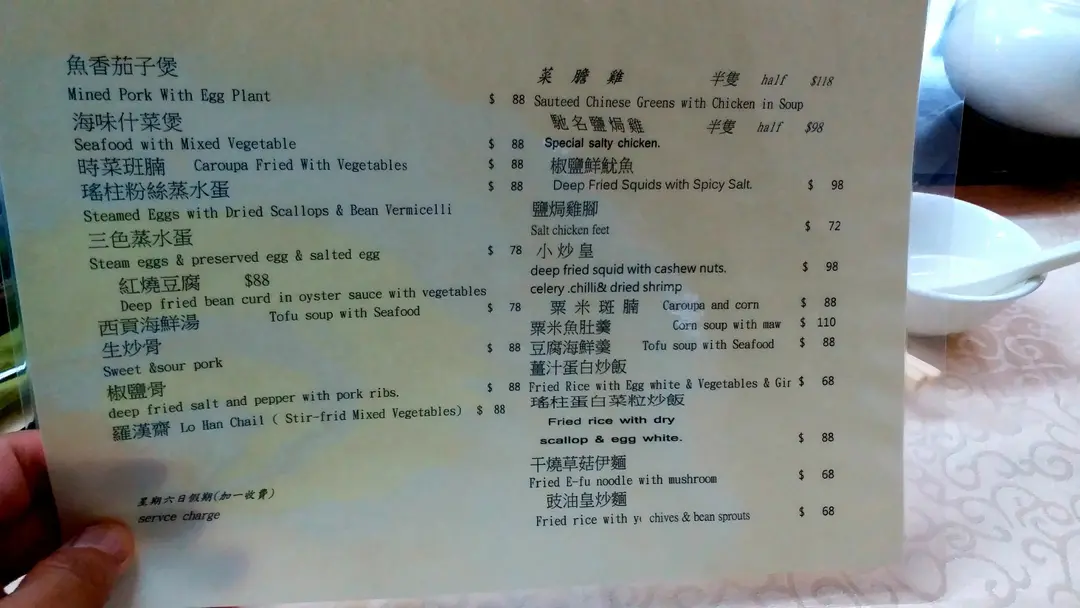 魚香茄子煲
Mined Pork With Egg Plant $ 88
海味什菜煲
Seafood with Mixed Vegetable $ 88
時菜班腩 Caroupa Fried With Vegetables $ 88
瑤柱粉絲蒸水蛋 $ 88
Steamed Eggs with Dried Scallops & Bean Vermicelli
三色蒸水蛋
Steam eggs & preserved egg & salted egg $ 78
紅燒豆腐 $88
Deep fried bean curd in oyster sauce with vegetables
西貢海鮮湯 Tofu soup with Seafood $ 78
生炒骨
Sweet &sour pork $ 88
椒鹽骨
deep fried salt and pepper with pork ribs. $ 88
羅漢齋 Lo Han Chail ( Stir-frid Mixed Vegetables) $ 88
星期六日假期(加一收費)
servce charge
菜膽雞 半隻 half $118
Sauteed Chinese Greens with Chicken in Soup
馳名鹽焗雞 半隻 half $98
Special salty chicken.
椒鹽鮮魷魚
Deep Fried Squids with Spicy Salt. $ 98
鹽焗雞腳
Salt chicken feet $ 72
小炒皇
deep fried squid with cashew nuts. $ 98
celery .chilli& dried shrimp
粟米斑腩 Caroupa and corn $ 88
粟米魚肚羹 Corn soup with maw $ 110
豆腐海鮮羹 Tofu soup with Seafood $ 88
薑汁蛋白炒飯
Fried Rice with Egg white & Vegetables & Gin $ 68
瑤柱蛋白菜粒炒飯
Fried rice with dry
scallop & egg white. $ 88
干燒草菇伊麵
Fried E-fu noodle with mushroom $ 68
豉油皇炒麵
Fried rice with chives & bean sprouts $ 68